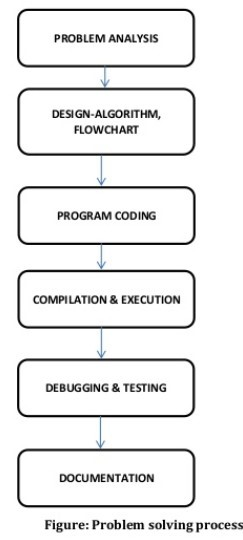 PROBLEM ANALYSIS
DESIGN-ALGORITHM,
FLOWCHART
PROGRAM CODING
COMPILATION & EXECUTION
DEBUGGING & TESTING
DOCUMENTATION
Figure: Problem solving process